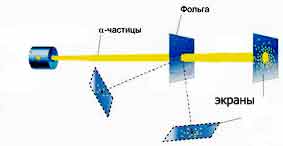 Фольга
α-частицы
экраны